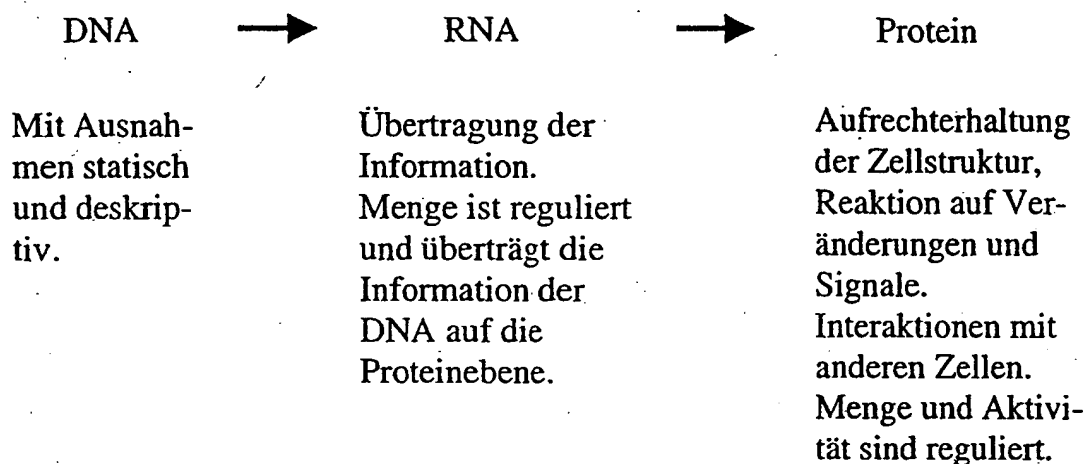 DNA → RNA → Protein
Mit Ausnah-
men statisch
und deskrip-
tiv.
Übertragung der
Information.
Menge ist reguliert
und überträgt die
Information der
DNA auf die
Proteinebene.
Aufrechterhaltung
der Zellstruktur,
Reaktion auf Ver-
änderungen und
Signale.
Interaktionen mit
anderen Zellen.
Menge und Aktivi-
tät sind reguliert.